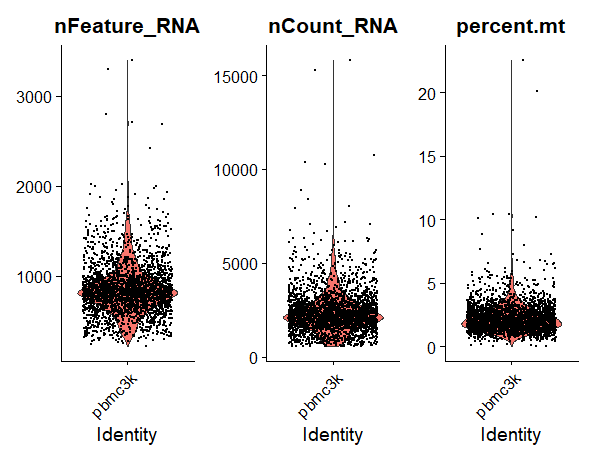 nFeature_RNA
3000
2000
1000
pbmc3k
Identity
nCount_RNA
15000
10000
5000
0
pbmc3k
Identity
percent.mt
20
15
10
5
0
pbmc3k
Identity